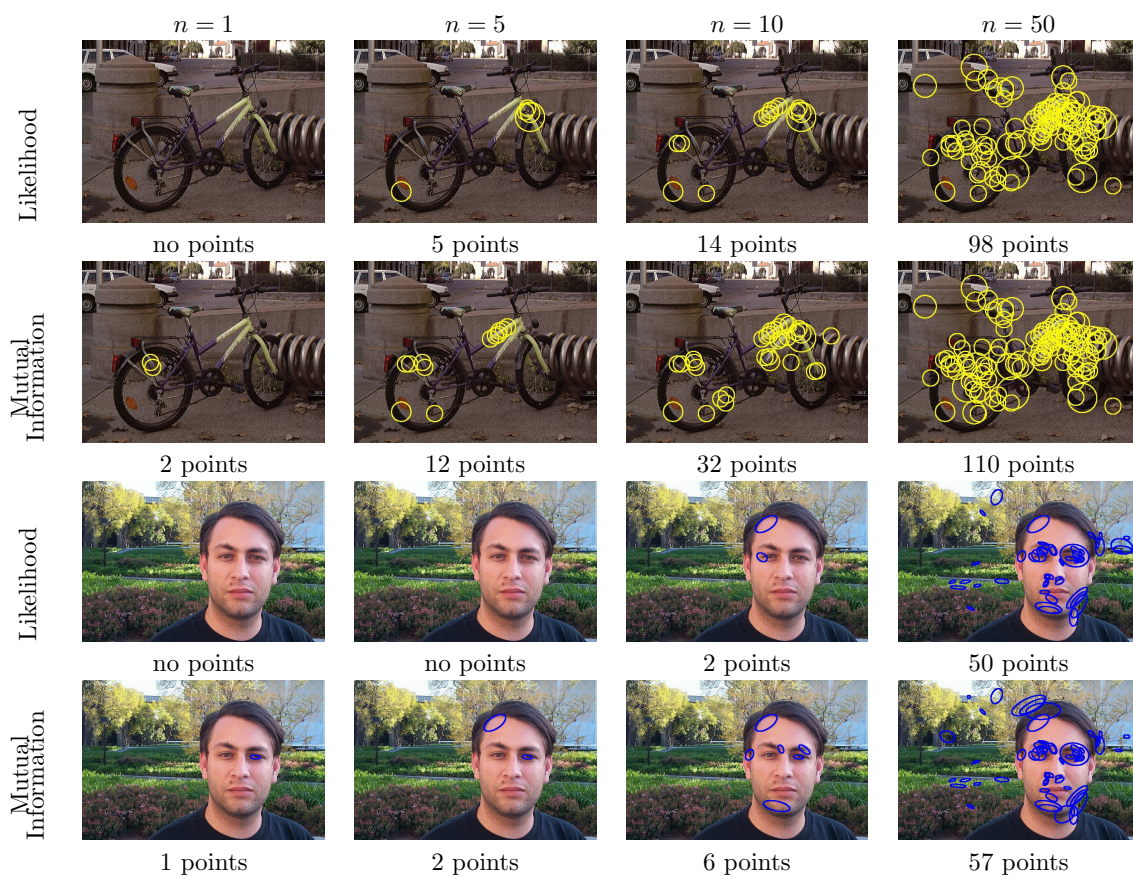 n = 1 n = 5 n = 10 n = 50
Likelihood
no points 5 points 14 points 98 points
Mutual
Information
2 points 12 points 32 points 110 points
Likelihood
no points no points 2 points 50 points
Mutual
Information
1 points 2 points 6 points 57 points